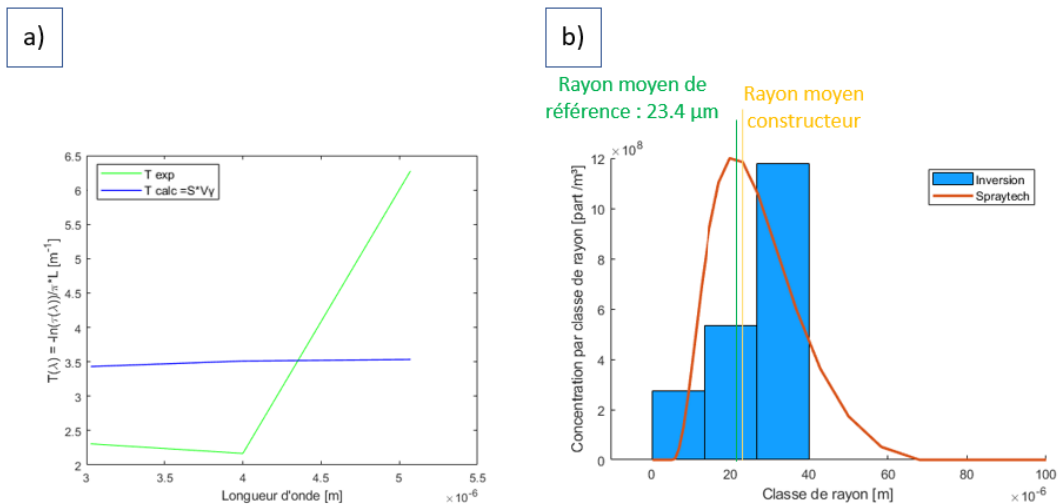 a)
6.5
6
5.5
5
4.5
4
3.5
3
2.5
2
T(λ) = -ln(τ(λ))/π*L [m⁻¹]
T exp
T calc =S*Vγ
3
3.5
4
4.5
5
5.5
Longueur d'onde [m]
×10⁻⁶
b)
Rayon moyen de
référence : 23.4 µm
Rayon moyen
constructeur
×10⁸
12
10
8
6
4
2
0
Concentration par classe de rayon [part /m³]
Inversion
Spraytech
0
20
40
60
80
100
Classe de rayon [m]
×10⁻⁶